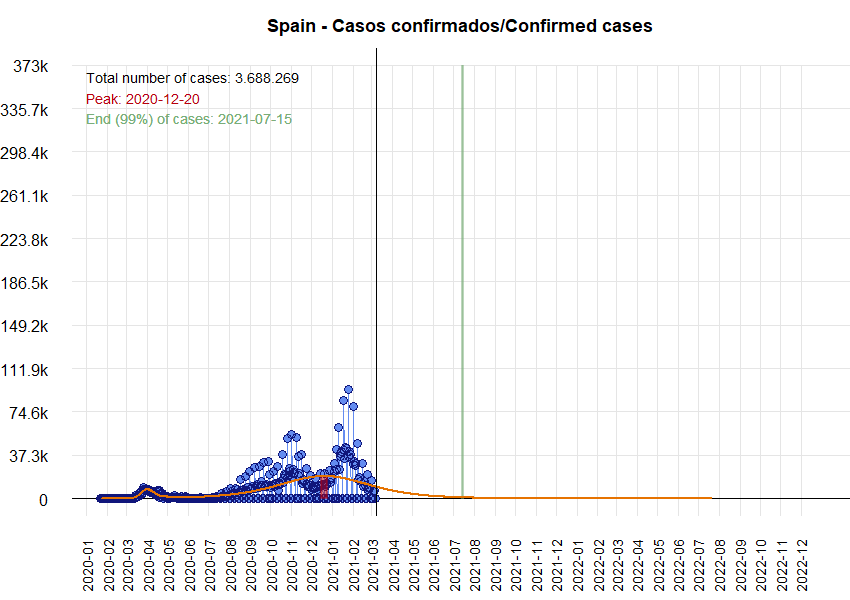 Spain - Casos confirmados/Confirmed cases
373k
Total number of cases: 3.688.269
Peak: 2020-12-20
335.7k
End (99%) of cases: 2021-07-15
298.4k
261.1k
223.8k
186.5k
149.2k
111.9k
74.6k
37.3k
0
2020-01
2020-02
2020-03
2020-04
2020-05
2020-06
2020-07
2020-08
2020-09
2020-10
2020-11
2020-12
2021-01
2021-02
2021-03
2021-04
2021-05
2021-06
2021-07
2021-08
2021-09
2021-10
2021-11
2021-12
2022-01
2022-02
2022-03
2022-04
2022-05
2022-06
2022-07
2022-08
2022-09
2022-10
2022-11
2022-12